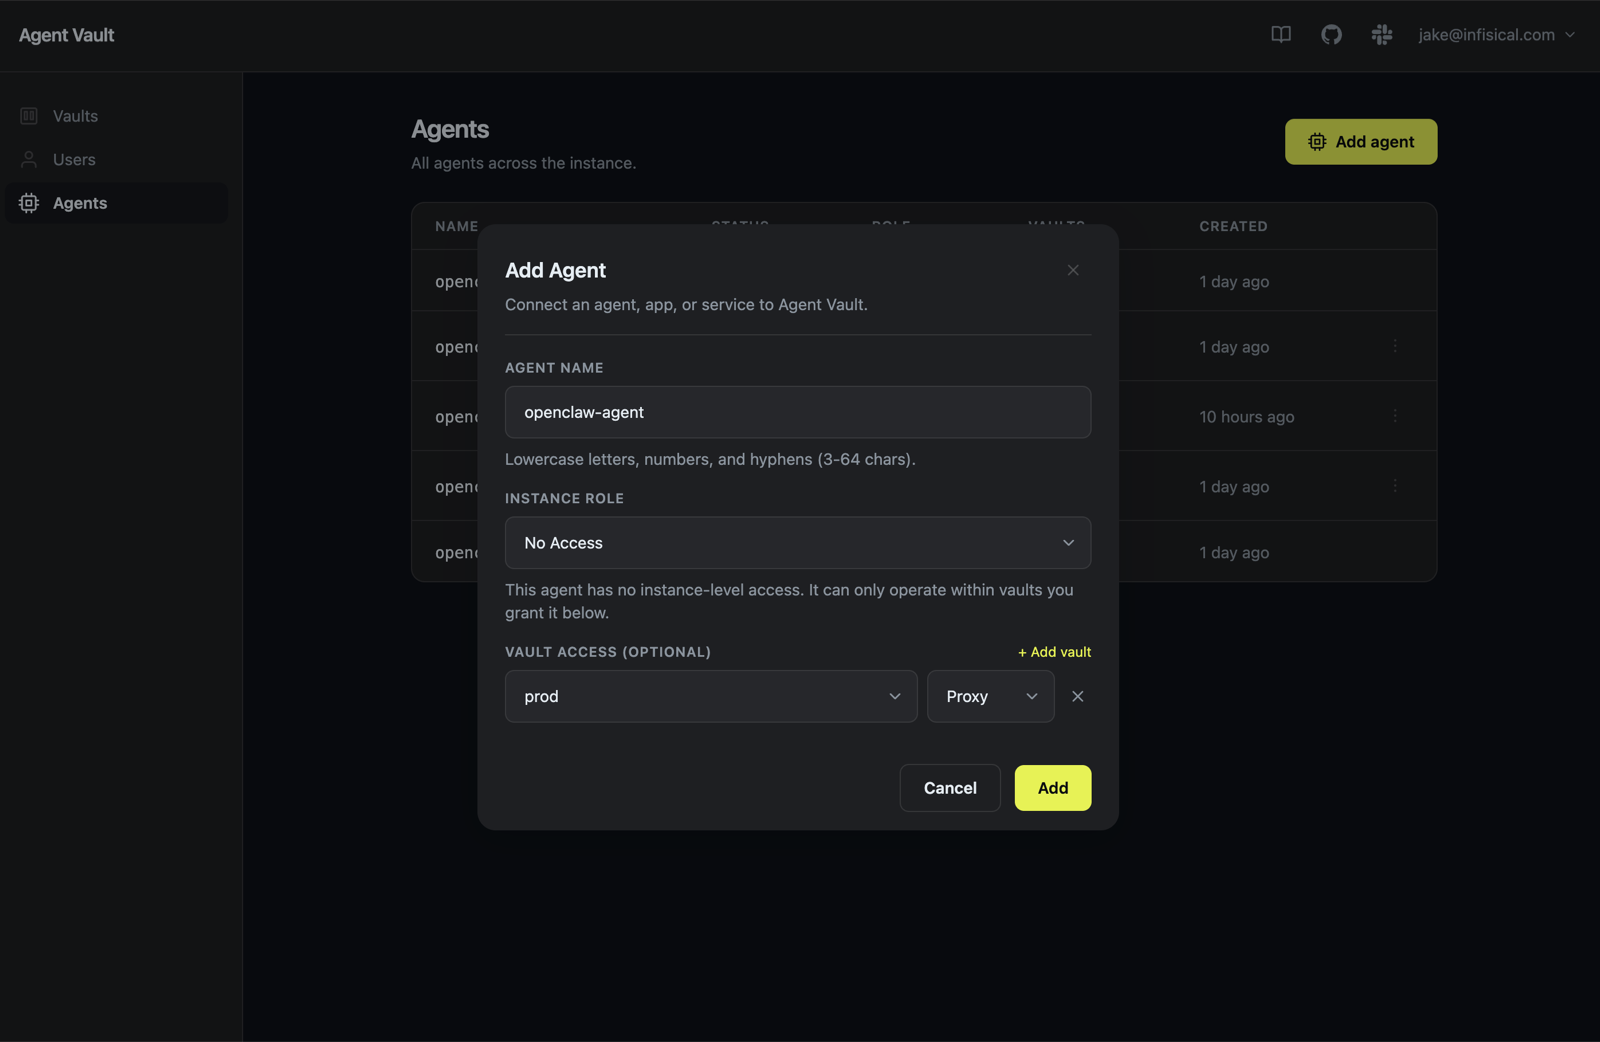 Agent Vault
jake@infisical.com
Vaults
Users
Agents
Agents
All agents across the instance.
Add agent
NAME STATUS ROLE VAULTS CREATED
1 day ago
1 day ago
10 hours ago
1 day ago
1 day ago
Add Agent
Connect an agent, app, or service to Agent Vault.
AGENT NAME
openclaw-agent
Lowercase letters, numbers, and hyphens (3-64 chars).
INSTANCE ROLE
No Access
This agent has no instance-level access. It can only operate within vaults you
grant it below.
VAULT ACCESS (OPTIONAL) + Add vault
prod Proxy
Cancel Add